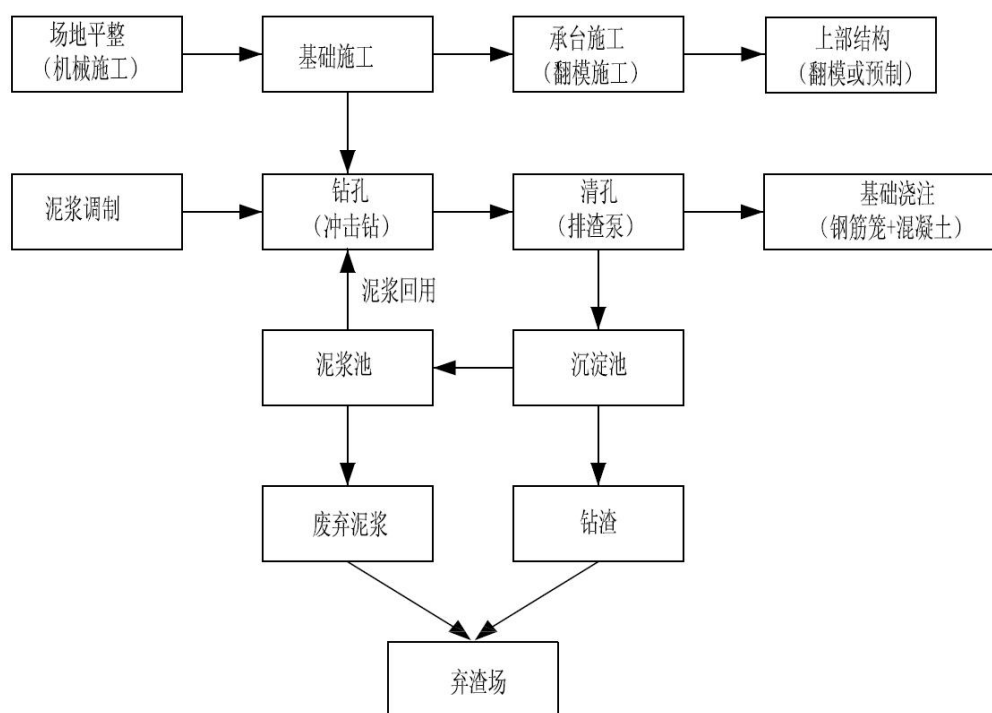 场地平整
（机械施工）
基础施工
承台施工
（翻模施工）
上部结构
（翻模或预制）
泥浆调制
钻孔
（冲击钻）
清孔
（排渣泵）
基础浇注
（钢筋笼+混凝土）
泥浆回用
泥浆池
沉淀池
废弃泥浆
钻渣
弃渣场